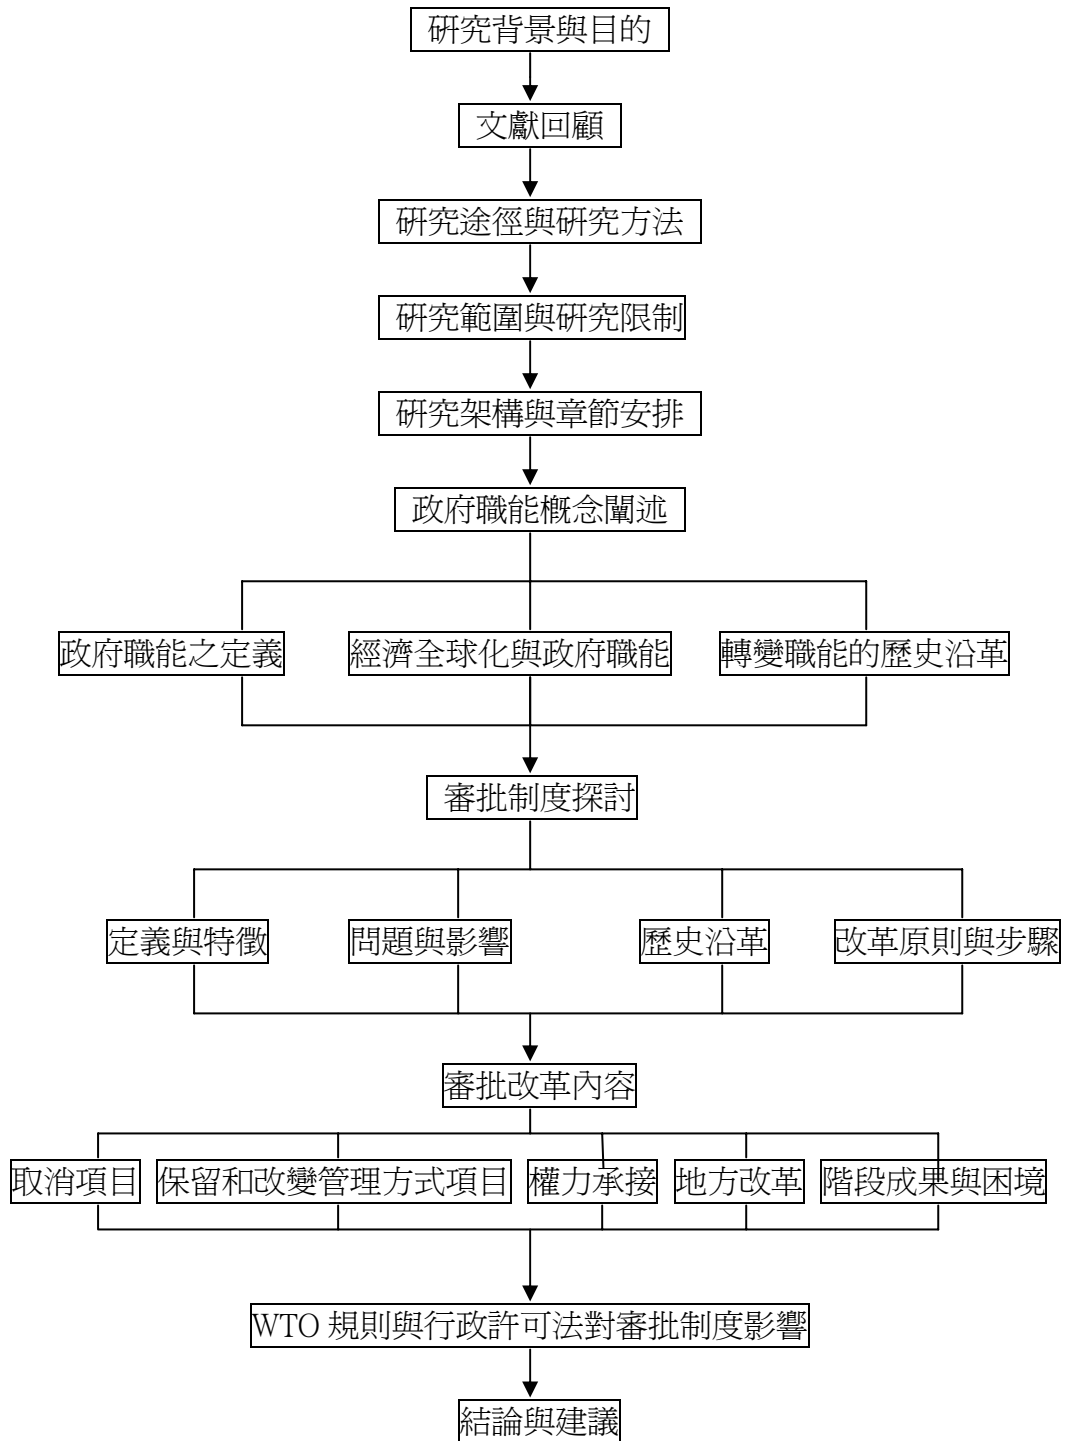 研究背景與目的
文獻回顧
研究途徑與研究方法
研究範圍與研究限制
研究架構與章節安排
政府職能概念闡述
政府職能之定義
經濟全球化與政府職能
轉變職能的歷史沿革
審批制度探討
定義與特徵
問題與影響
歷史沿革
改革原則與步驟
審批改革內容
取消項目
保留和改變管理方式項目
權力承接
地方改革
階段成果與困境
WTO 規則與行政許可法對審批制度影響
結論與建議